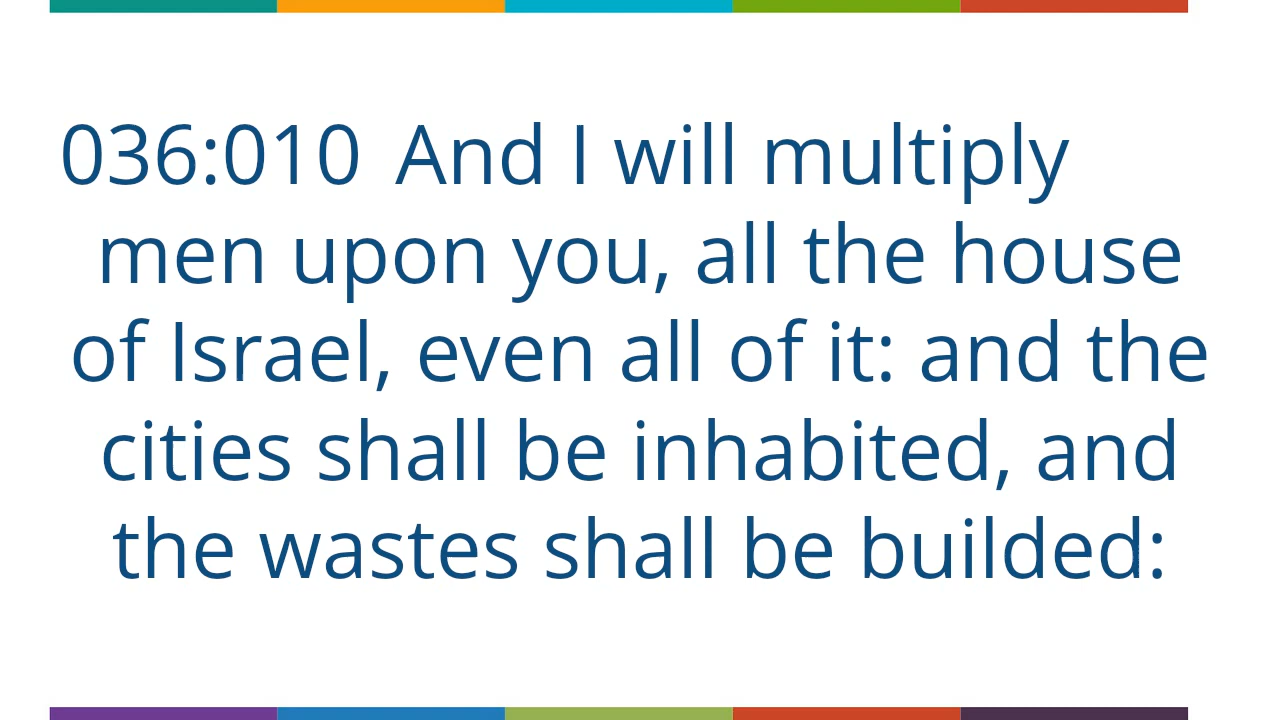 036:010 And I will multiply
men upon you, all the house
of Israel, even all of it: and the
cities shall be inhabited, and
the wastes shall be builded: